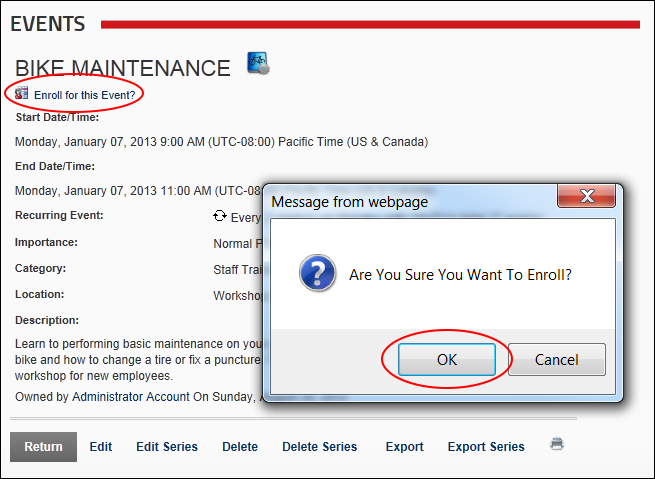 EVENTS
BIKE MAINTENANCE
Enroll for this Event?
Start Date/Time:
Monday, January 07, 2013 9:00 AM (UTC-08:00) Pacific Time (US & Canada)
End Date/Time:
Monday, January 07, 2013 11:00 AM (UTC-08
Recurring Event:
Every
Importance:
Normal P
Category:
Staff Trai
Location:
Workshop
Description:
Learn to performing basic maintenance on you
bike and how to change a tire or fix a puncture
workshop for new employees.
Owned by Administrator Account On Sunday,
Message from webpage
Are You Sure You Want To Enroll?
OK
Cancel
Return
Edit
Edit Series
Delete
Delete Series
Export
Export Series